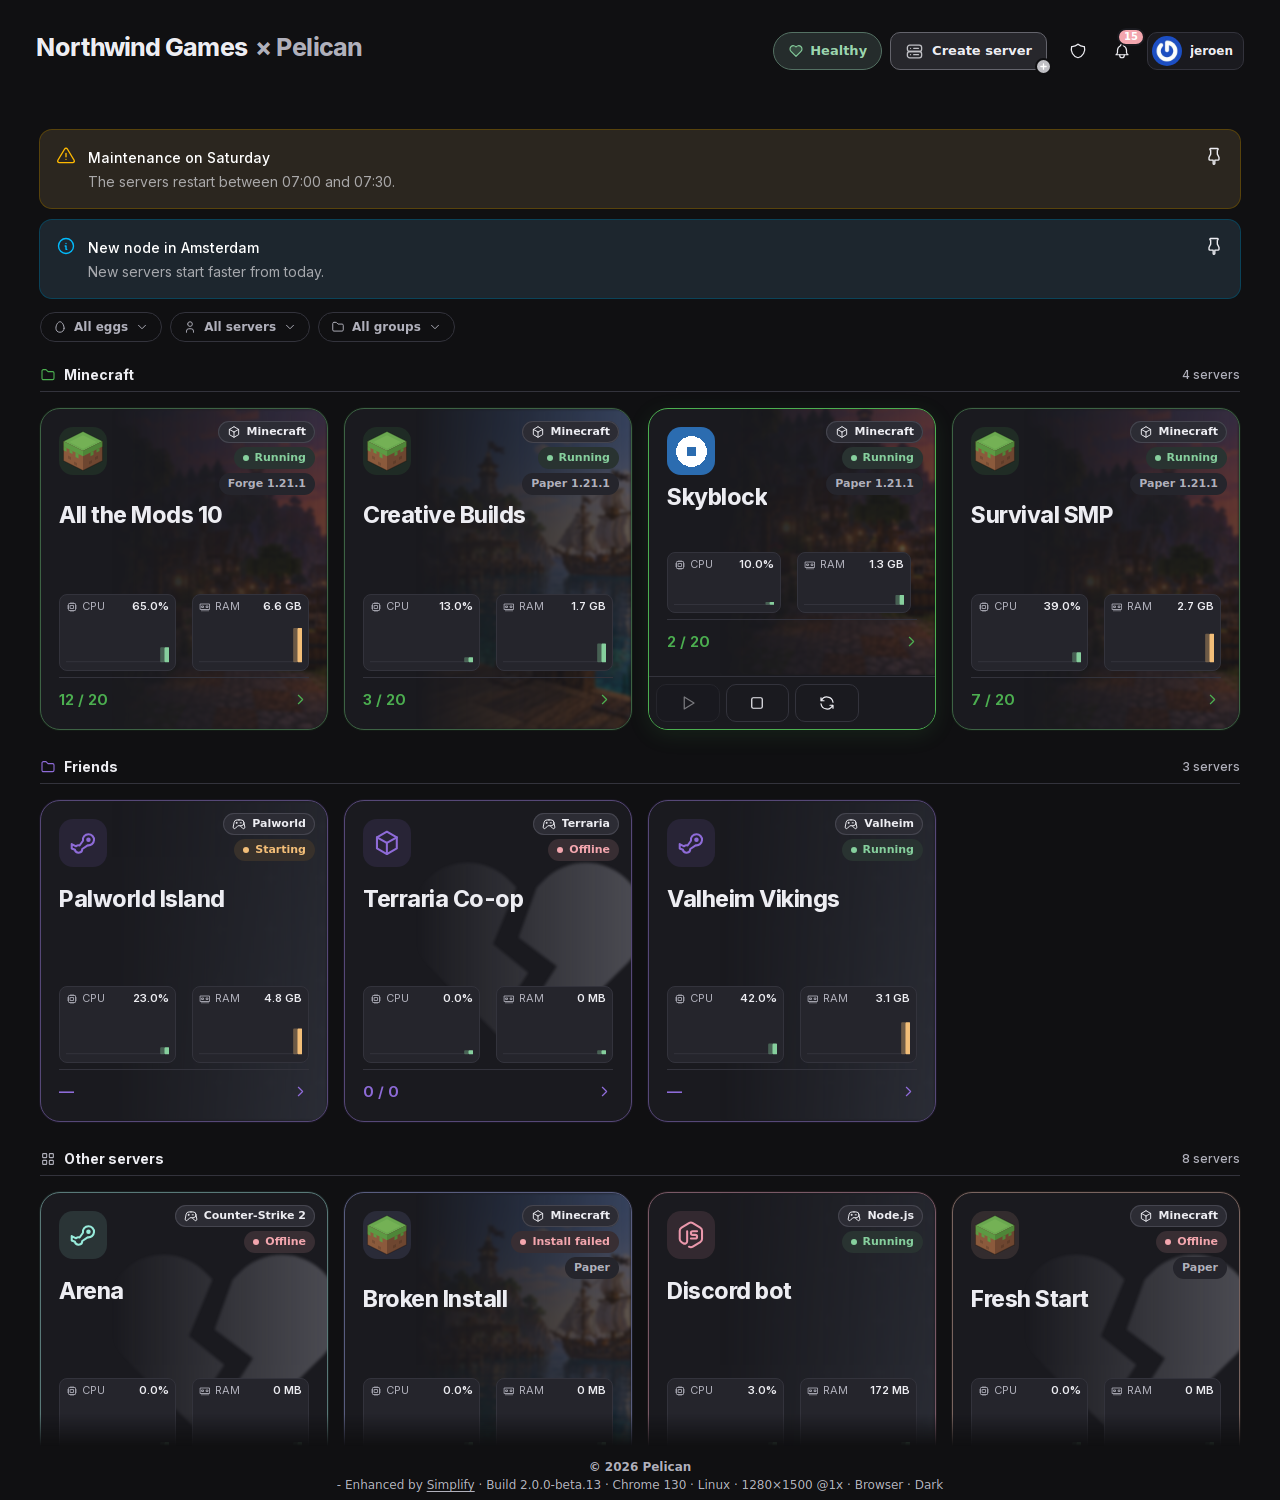 Northwind Games × Pelican
Healthy
Create server
15
jeroen
Maintenance on Saturday
The servers restart between 07:00 and 07:30.
New node in Amsterdam
New servers start faster from today.
All eggs
All servers
All groups
Minecraft
4 servers
Minecraft
Running
Forge 1.21.1
All the Mods 10
CPU 65.0%
RAM 6.6 GB
12 / 20
Minecraft
Running
Paper 1.21.1
Creative Builds
CPU 13.0%
RAM 1.7 GB
3 / 20
Minecraft
Running
Paper 1.21.1
Skyblock
CPU 10.0%
RAM 1.3 GB
2 / 20
Minecraft
Running
Paper 1.21.1
Survival SMP
CPU 39.0%
RAM 2.7 GB
7 / 20
Friends
3 servers
Palworld
Starting
Palworld Island
CPU 23.0%
RAM 4.8 GB
—
Terraria
Offline
Terraria Co-op
CPU 0.0%
RAM 0 MB
0 / 0
Valheim
Running
Valheim Vikings
CPU 42.0%
RAM 3.1 GB
—
Other servers
8 servers
Counter-Strike 2
Offline
Arena
CPU 0.0%
RAM 0 MB
Minecraft
Install failed
Paper
Broken Install
CPU 0.0%
RAM 0 MB
Node.js
Running
JS
Discord bot
CPU 3.0%
RAM 172 MB
Minecraft
Offline
Paper
Fresh Start
CPU 0.0%
RAM 0 MB
© 2026 Pelican
- Enhanced by Simplify · Build 2.0.0-beta.13 · Chrome 130 · Linux · 1280×1500 @1x · Browser · Dark